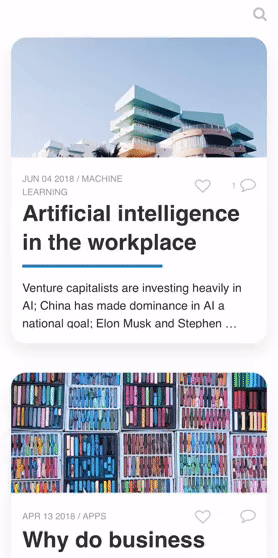 JUN 04 2018 / MACHINE
LEARNING
1
Artificial intelligence
in the workplace
Venture capitalists are investing heavily in
AI; China has made dominance in AI a
national goal; Elon Musk and Stephen …
APR 13 2018 / APPS
Why do business